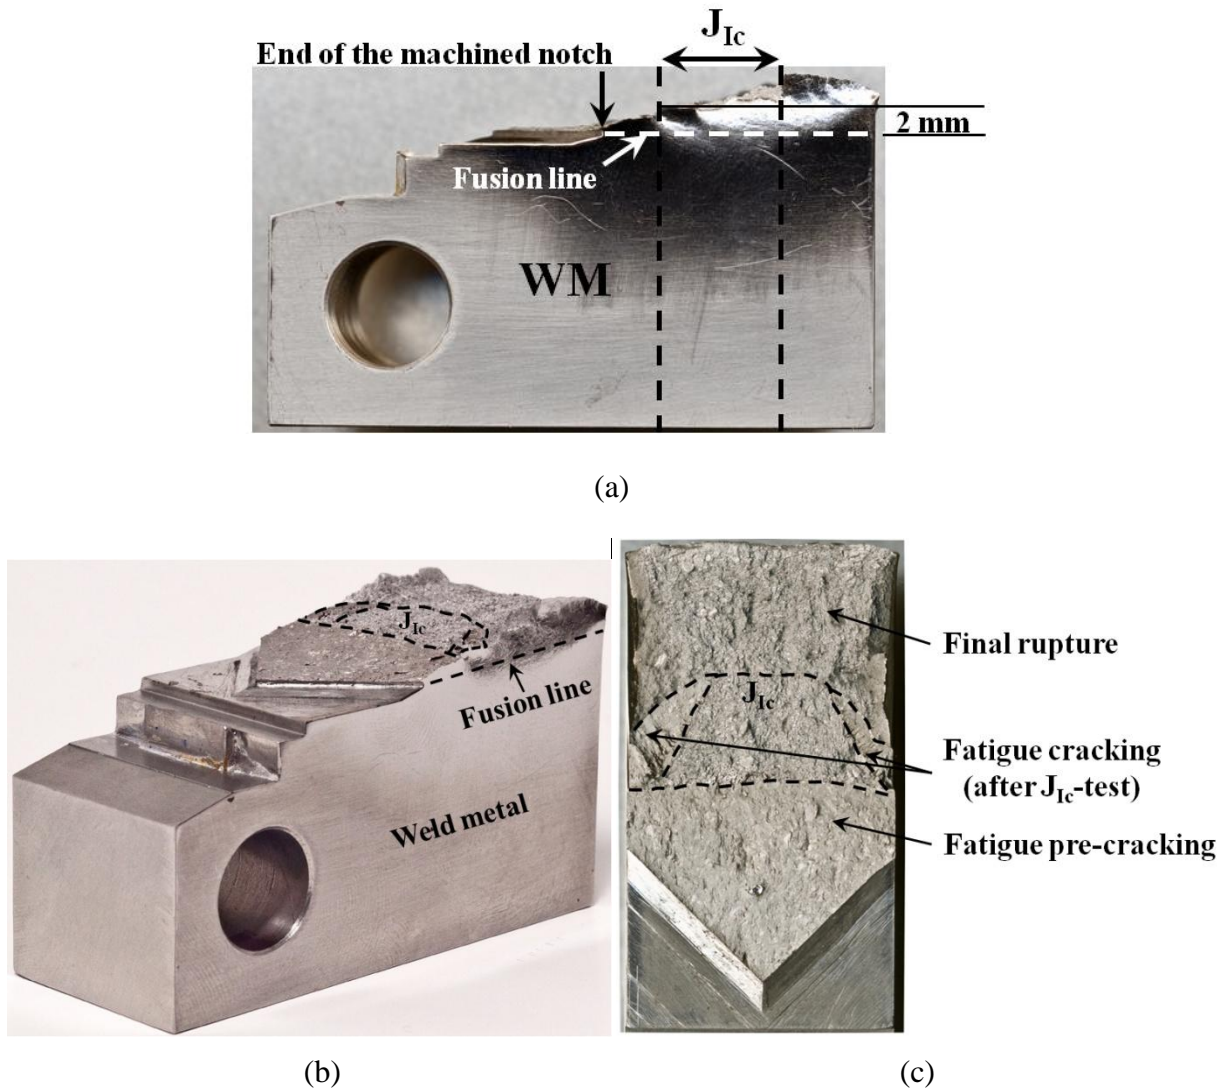 J_Ic
End of the machined notch
2 mm
Fusion line
WM
(a)
J_Ic
Fusion line
Weld metal
(b)
J_Ic
Final rupture
Fatigue cracking
(after J_Ic-test)
Fatigue pre-cracking
(c)